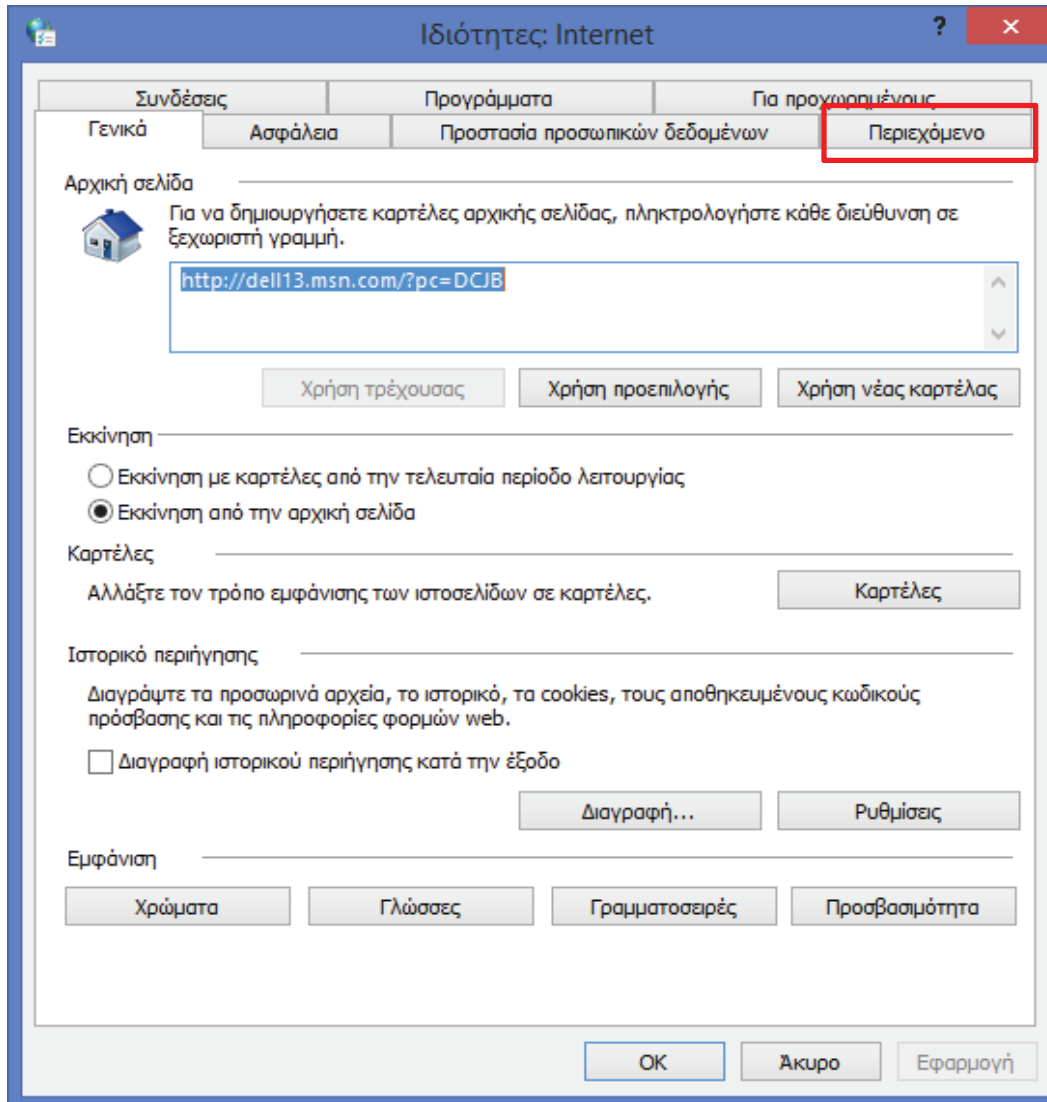 Ιδιότητες: Internet
?
Συνδέσεις Προγράμματα Για προχωρημένους
Γενικά Ασφάλεια Προστασία προσωπικών δεδομένων Περιεχόμενο
Αρχική σελίδα
Για να δημιουργήσετε καρτέλες αρχικής σελίδας, πληκτρολογήστε κάθε διεύθυνση σε
ξεχωριστή γραμμή.
http://dell13.msn.com/?pc=DCJB
Χρήση τρέχουσας Χρήση προεπιλογής Χρήση νέας καρτέλας
Εκκίνηση
Εκκίνηση με καρτέλες από την τελευταία περίοδο λειτουργίας
Εκκίνηση από την αρχική σελίδα
Καρτέλες
Αλλάξτε τον τρόπο εμφάνισης των ιστοσελίδων σε καρτέλες.
Καρτέλες
Ιστορικό περιήγησης
Διαγράψτε τα προσωρινά αρχεία, το ιστορικό, τα cookies, τους αποθηκευμένους κωδικούς
πρόσβασης και τις πληροφορίες φορμών web.
Διαγραφή ιστορικού περιήγησης κατά την έξοδο
Διαγραφή... Ρυθμίσεις
Εμφάνιση
Χρώματα Γλώσσες Γραμματοσειρές Προσβασιμότητα
OK Άκυρο Εφαρμογή